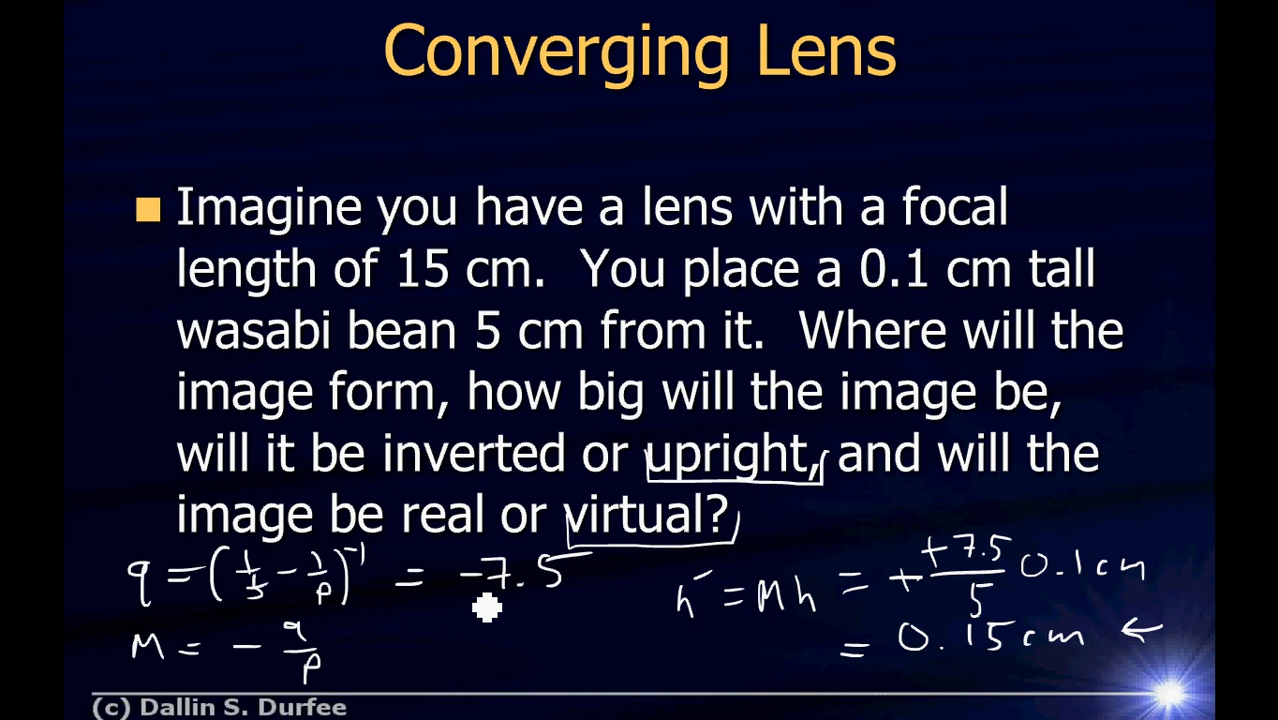 Converging Lens
Imagine you have a lens with a focal
length of 15 cm. You place a 0.1 cm tall
wasabi bean 5 cm from it. Where will the
image form, how big will the image be,
will it be inverted or upright, and will the
image be real or virtual?
q = (1/f - 1/p)^-1 = -7.5
h' = Mh = + +7.5/5 0.1cm
M = - q/p
= 0.15cm ←
(c) Dallin S. Durfee